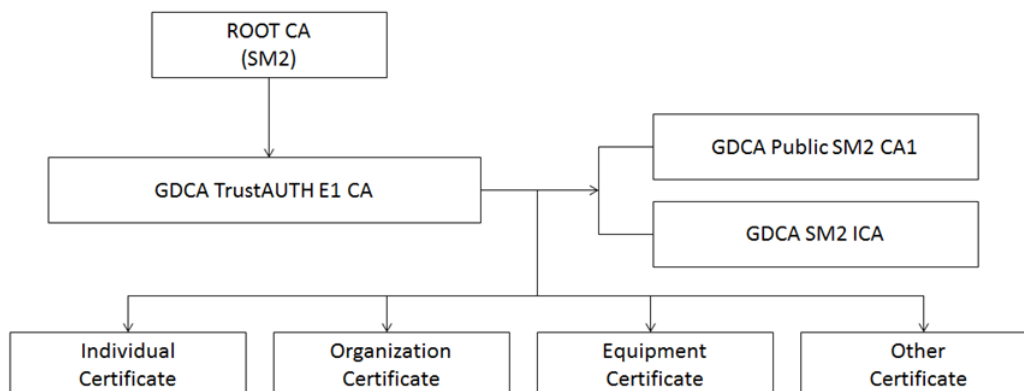 ROOT CA
(SM2)
GDCA Public SM2 CA1
GDCA TrustAUTH E1 CA
GDCA SM2 ICA
Individual
Certificate
Organization
Certificate
Equipment
Certificate
Other
Certificate